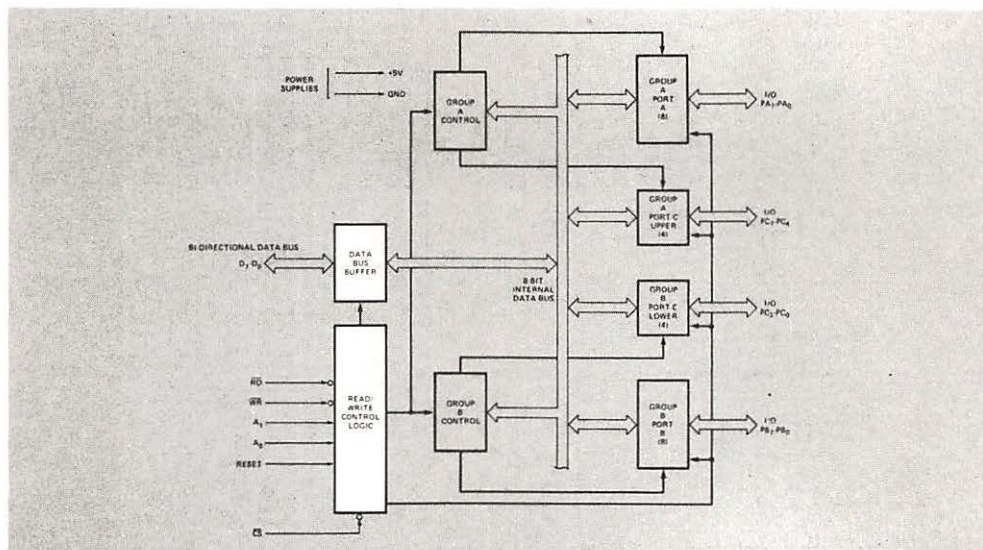 POWER
SUPPLIES
+5V
GND
GROUP
A
CONTROL
GROUP
A
PORT
A
(8)
I/O
PA7-PA0
GROUP
A
PORT C
UPPER
(4)
I/O
PC7-PC4
BI-DIRECTIONAL DATA BUS
D7-D0
DATA
BUS
BUFFER
8 BIT
INTERNAL
DATA BUS
GROUP
B
PORT C
LOWER
(4)
I/O
PC3-PC0
RD
WR
A1
A0
RESET
CS
READ/
WRITE
CONTROL
LOGIC
GROUP
B
CONTROL
GROUP
B
PORT
B
(8)
I/O
PB7-PB0